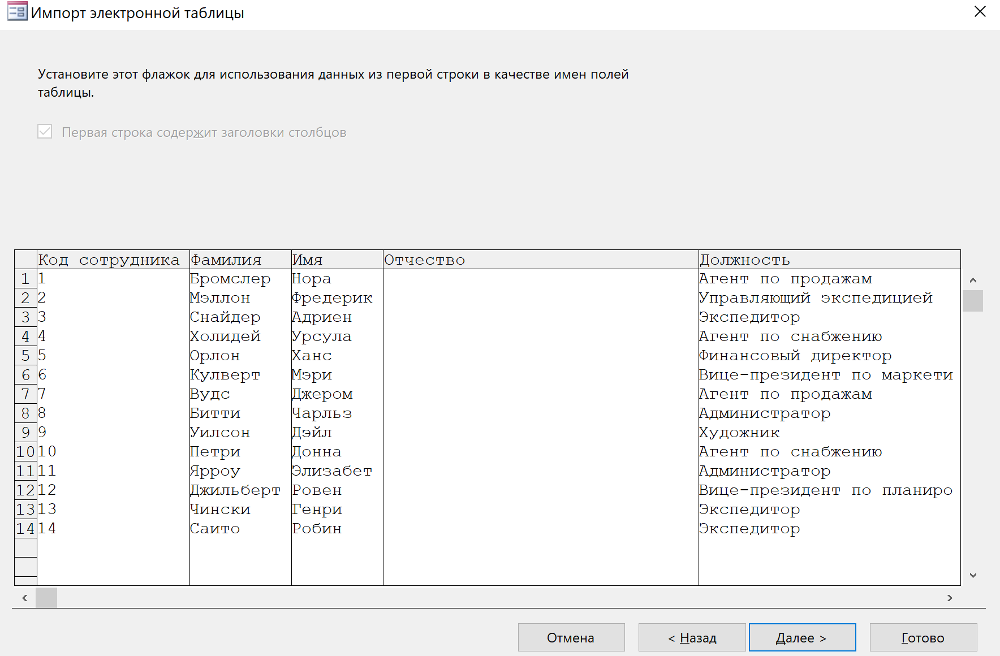 Импорт электронной таблицы
Установите этот флажок для использования данных из первой строки в качестве имен полей
таблицы.
Первая строка содержит заголовки столбцов
Код сотрудника Фамилия Имя Отчество Должность
1 1 Бромслер Нора Агент по продажам
2 2 Мэллон Фредерик Управляющий экспедицией
3 3 Снайдер Адриен Экспедитор
4 4 Холидей Урсула Агент по снабжению
5 5 Орлон Ханс Финансовый директор
6 6 Кулверт Мэри Вице-президент по маркети
7 7 Вудс Джером Агент по продажам
8 8 Битти Чарльз Администратор
9 9 Уилсон Дэйл Художник
10 10 Петри Донна Агент по снабжению
11 11 Ярроу Элизабет Администратор
12 12 Джильберт Ровен Вице-президент по планиро
13 13 Чински Генри Экспедитор
14 14 Саито Робин Экспедитор
Отмена < Назад Далее > Готово